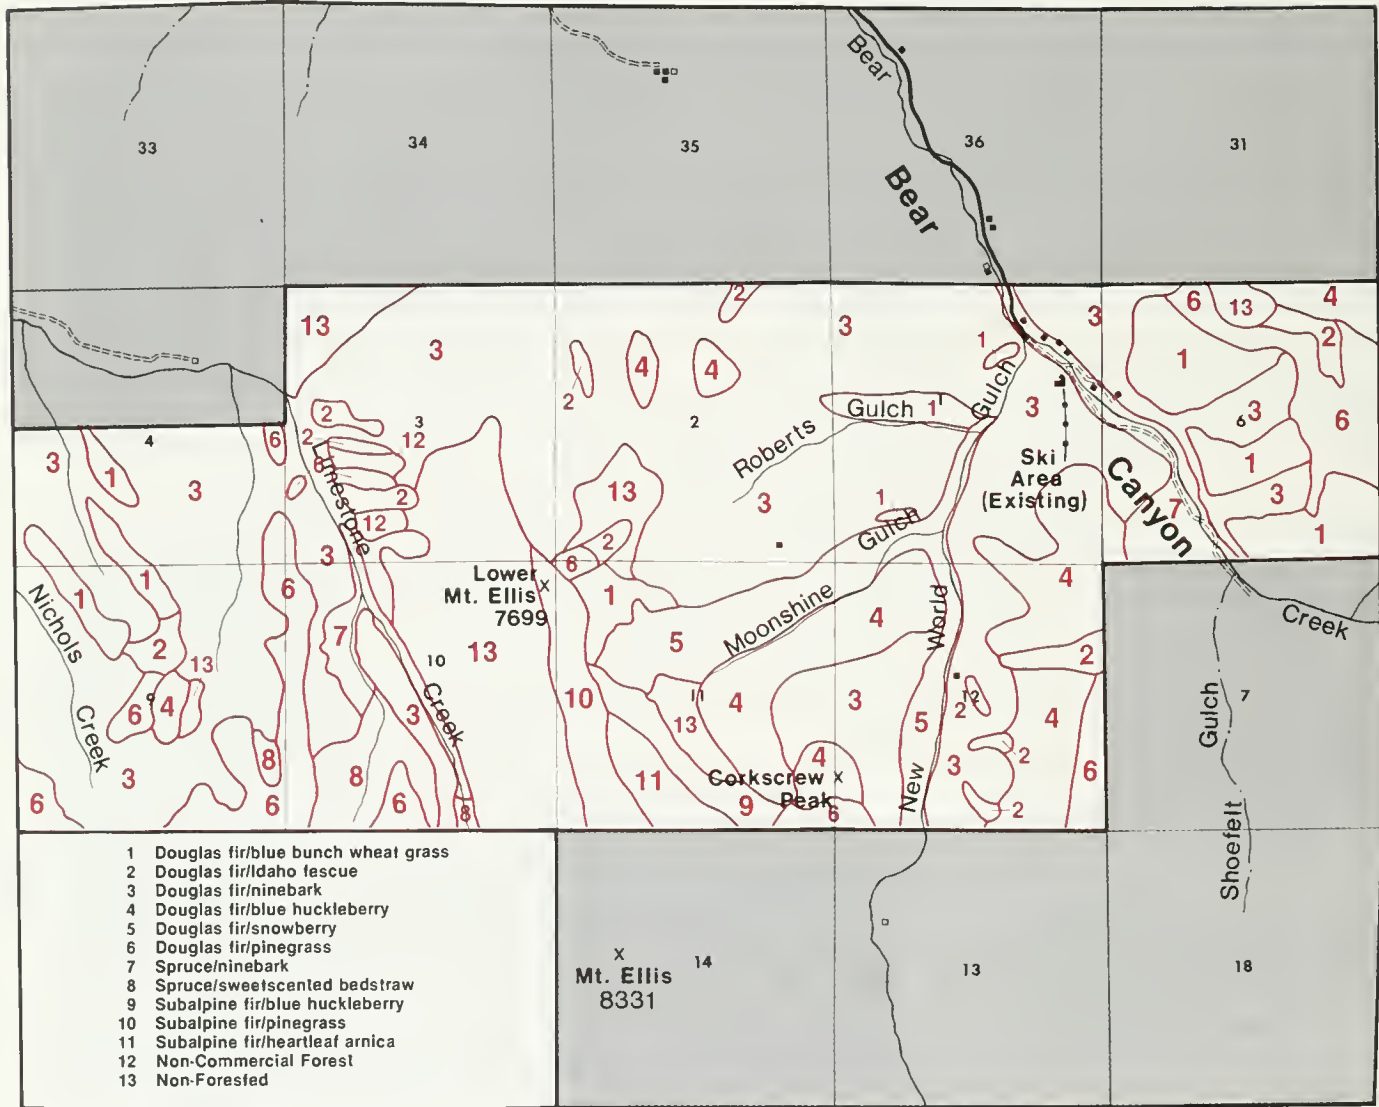 33
34
35
36
31
Bear
Bear
Canyon
Creek
13
3
2
4
4
2
3
1
3
6
13
4
2
1
3
6
6
1
3
1
7
3
Ski
Area
(Existing)
Gulch
1
1
Gulch
Roberts
2
3
1
Gulch
Moonshine
World
New
4
3
1
3
6
2
2
12
3
6
2
12
3
Limestone
Creek
13
2
6
Lower
Mt. Ellis
7699
1
5
4
4
2
1
1
2
13
9
6
4
3
6
Nichols
Creek
6
7
10
13
3
8
8
6
6
8
10
11
13
11
4
3
4
9
6
Corkscrew
Peak
5
12
2
3
2
2
4
6
7
Gulch
Shoefelt
1 Douglas fir/blue bunch wheat grass
2 Douglas fir/Idaho fescue
3 Douglas fir/ninebark
4 Douglas fir/blue huckleberry
5 Douglas fir/snowberry
6 Douglas fir/pinegrass
7 Spruce/ninebark
8 Spruce/sweetscented bedstraw
9 Subalpine fir/blue huckleberry
10 Subalpine fir/pinegrass
11 Subalpine fir/heartleaf arnica
12 Non-Commercial Forest
13 Non-Forested
Mt. Ellis
8331
14
13
18